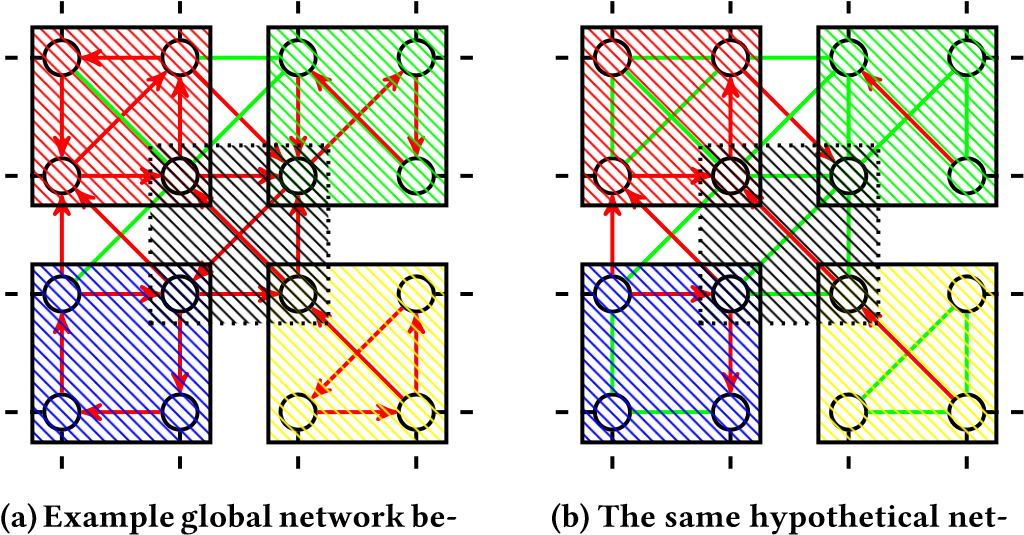 (a) Example global network be-
(b) The same hypothetical net-